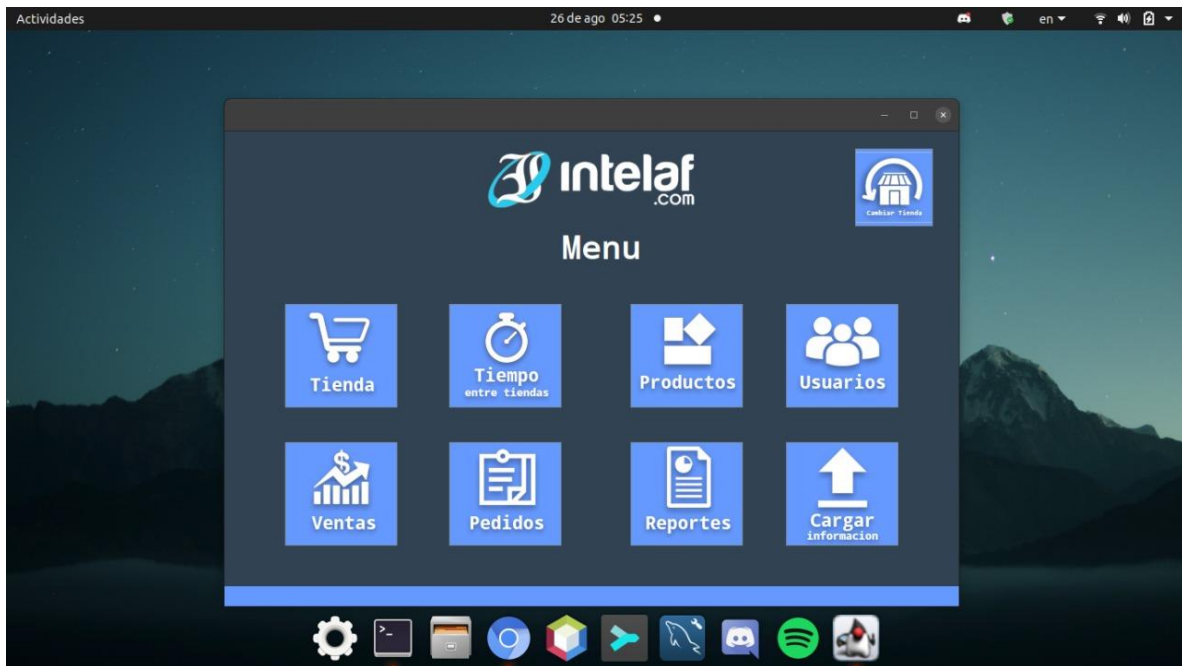 Actividades
26 de ago 05:25
en
intelaf
.com
Cambiar Tienda
Menu
Tienda
Tiempo
entre tiendas
Productos
Usuarios
Ventas
Pedidos
Reportes
Cargar
informacion